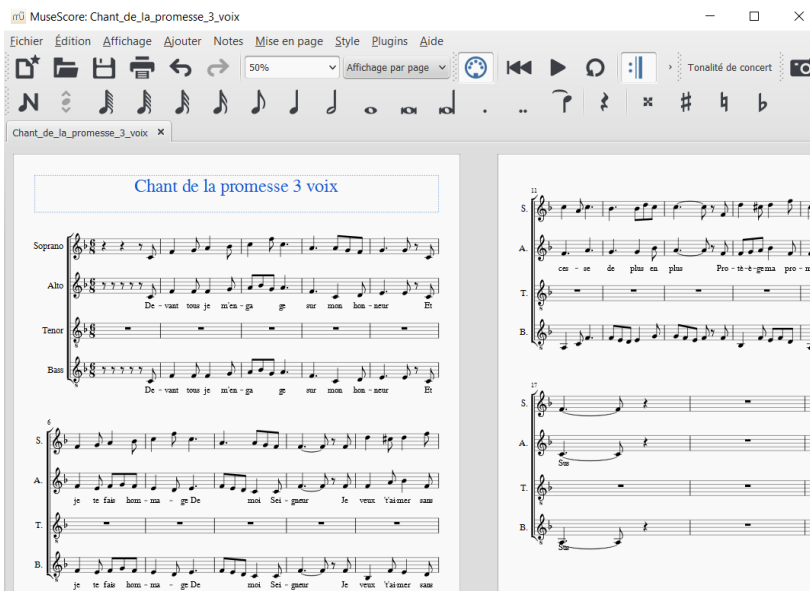 mū MuseScore: Chant_de_la_promesse_3_voix
Fichier Édition Affichage Ajouter Notes Mise en page Style Plugins Aide
50% Affichage par page Tonalité de concert
N
Chant_de_la_promesse_3_voix ×
Chant de la promesse 3 voix
Soprano
Alto
De - vant tous je m'en - ga ge sur mon hon - neur Et
Tenor
Bass
De - vant tous je m'en - ga ge sur mon hon - neur Et
6
S.
A.
je te fais hom - ma - ge De moi Sei - gneur Je veux t'aimer sans
T.
B.
je te fais hom - ma - ge De moi Sei - gneur Je veux t'aimer sans
11
S.
A.
ces - se de plus en plus Pro - tè - ge ma pro - m
T.
B.
17
S.
A.
Sus
T.
B.
Sus